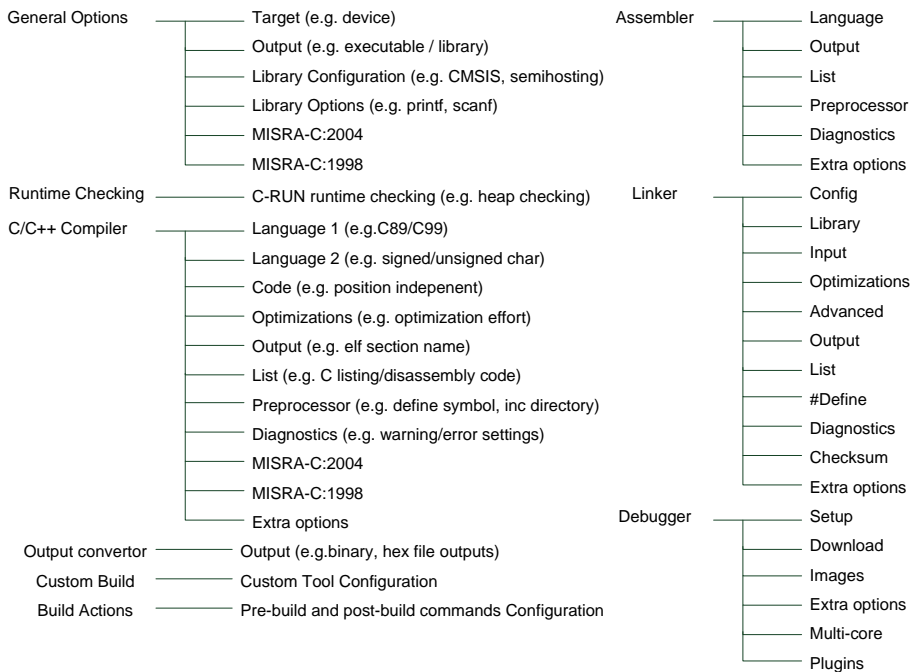 General Options
Target (e.g. device)
Output (e.g. executable / library)
Library Configuration (e.g. CMSIS, semihosting)
Library Options (e.g. printf, scanf)
MISRA-C:2004
MISRA-C:1998
Runtime Checking
C-RUN runtime checking (e.g. heap checking)
C/C++ Compiler
Language 1 (e.g.C89/C99)
Language 2 (e.g. signed/unsigned char)
Code (e.g. position indepenent)
Optimizations (e.g. optimization effort)
Output (e.g. elf section name)
List (e.g. C listing/disassembly code)
Preprocessor (e.g. define symbol, inc directory)
Diagnostics (e.g. warning/error settings)
MISRA-C:2004
MISRA-C:1998
Extra options
Output convertor
Output (e.g.binary, hex file outputs)
Custom Build
Custom Tool Configuration
Build Actions
Pre-build and post-build commands Configuration
Assembler
Language
Output
List
Preprocessor
Diagnostics
Extra options
Linker
Config
Library
Input
Optimizations
Advanced
Output
List
#Define
Diagnostics
Checksum
Extra options
Debugger
Setup
Download
Images
Extra options
Multi-core
Plugins